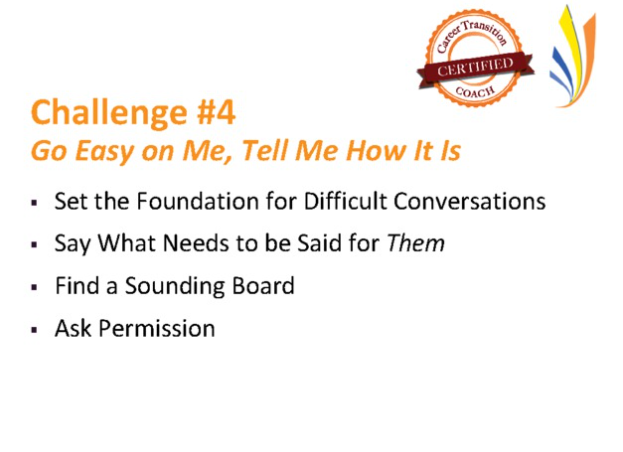 Career Transition
CERTIFIED
COACH
Challenge #4
Go Easy on Me, Tell Me How It Is
▪ Set the Foundation for Difficult Conversations
▪ Say What Needs to be Said for Them
▪ Find a Sounding Board
▪ Ask Permission